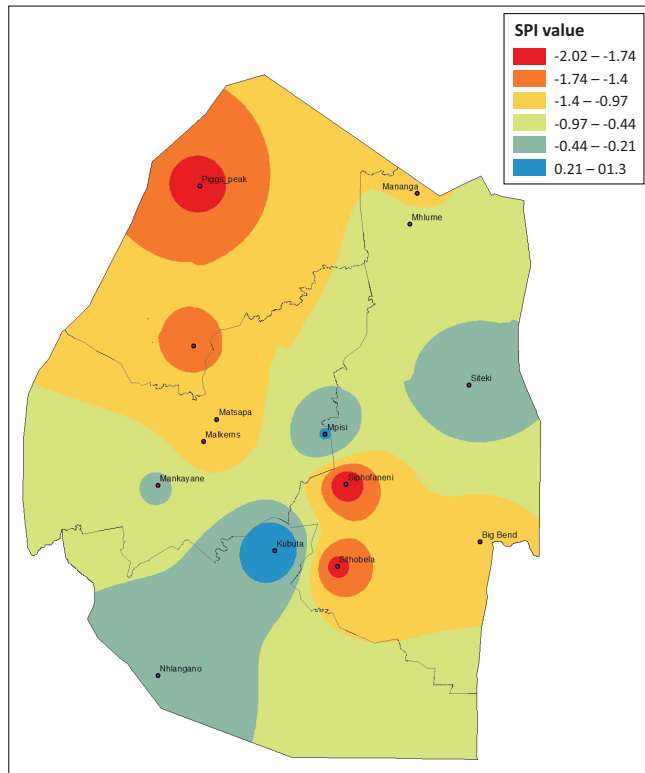 SPI value
-2.02 – -1.74
-1.74 – -1.4
-1.4 – -0.97
-0.97 – -0.44
-0.44 – -0.21
0.21 – 01.3
Piggs_peak
Mananga
Mhlume
Siteki
Matsapa
Mpisi
Malkerns
Mankayane
Siphofaneni
Big Bend
Kubuta
Sithobela
Nhlangano